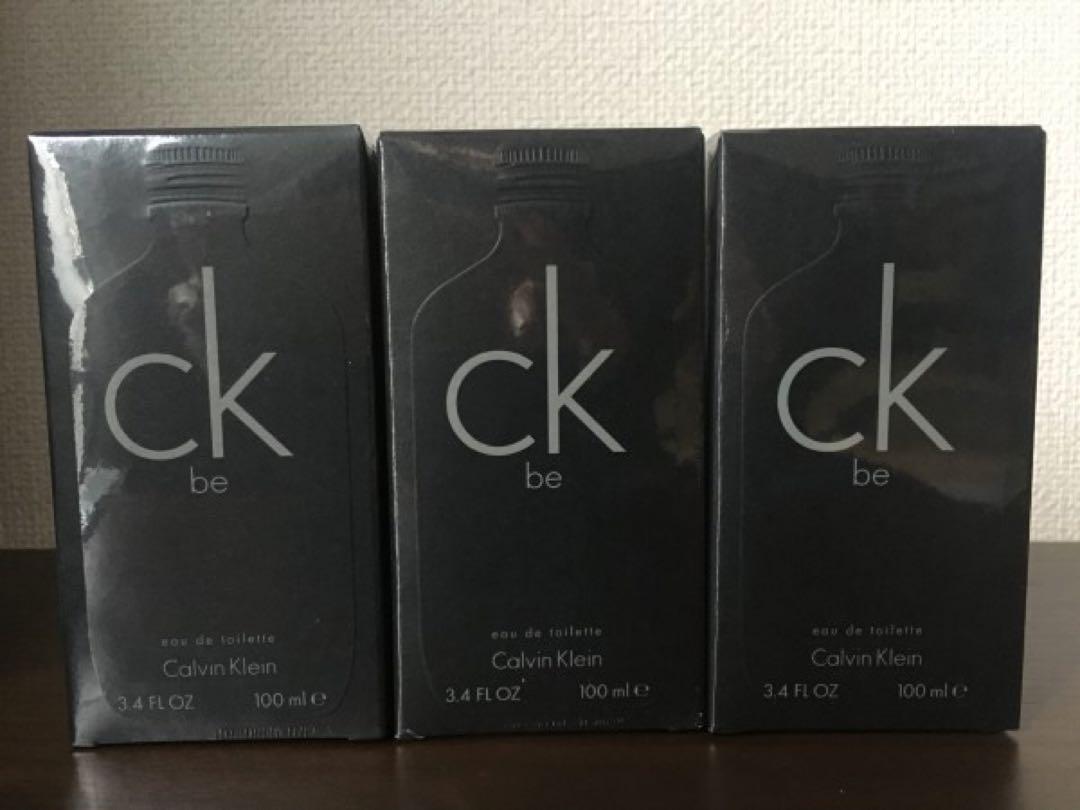 ck
be
eau de toilette
Calvin Klein
3.4 FL OZ 100 ml ℮
ck
be
eau de toilette
Calvin Klein
3.4 FL OZ 100 ml ℮
ck
be
eau de toilette
Calvin Klein
3.4 FL OZ 100 ml ℮